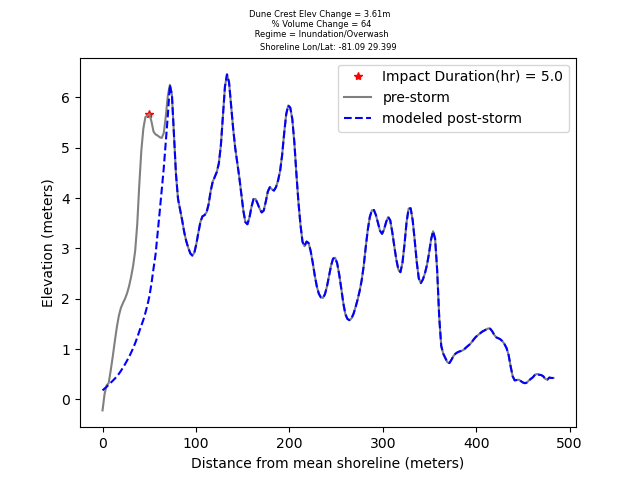 Dune Crest Elev Change = 3.61m
% Volume Change = 64
Regime = Inundation/Overwash
Shoreline Lon/Lat: -81.09 29.399
Impact Duration(hr) = 5.0
pre-storm
modeled post-storm
Elevation (meters)
6
5
4
3
2
1
0
0 100 200 300 400 500
Distance from mean shoreline (meters)